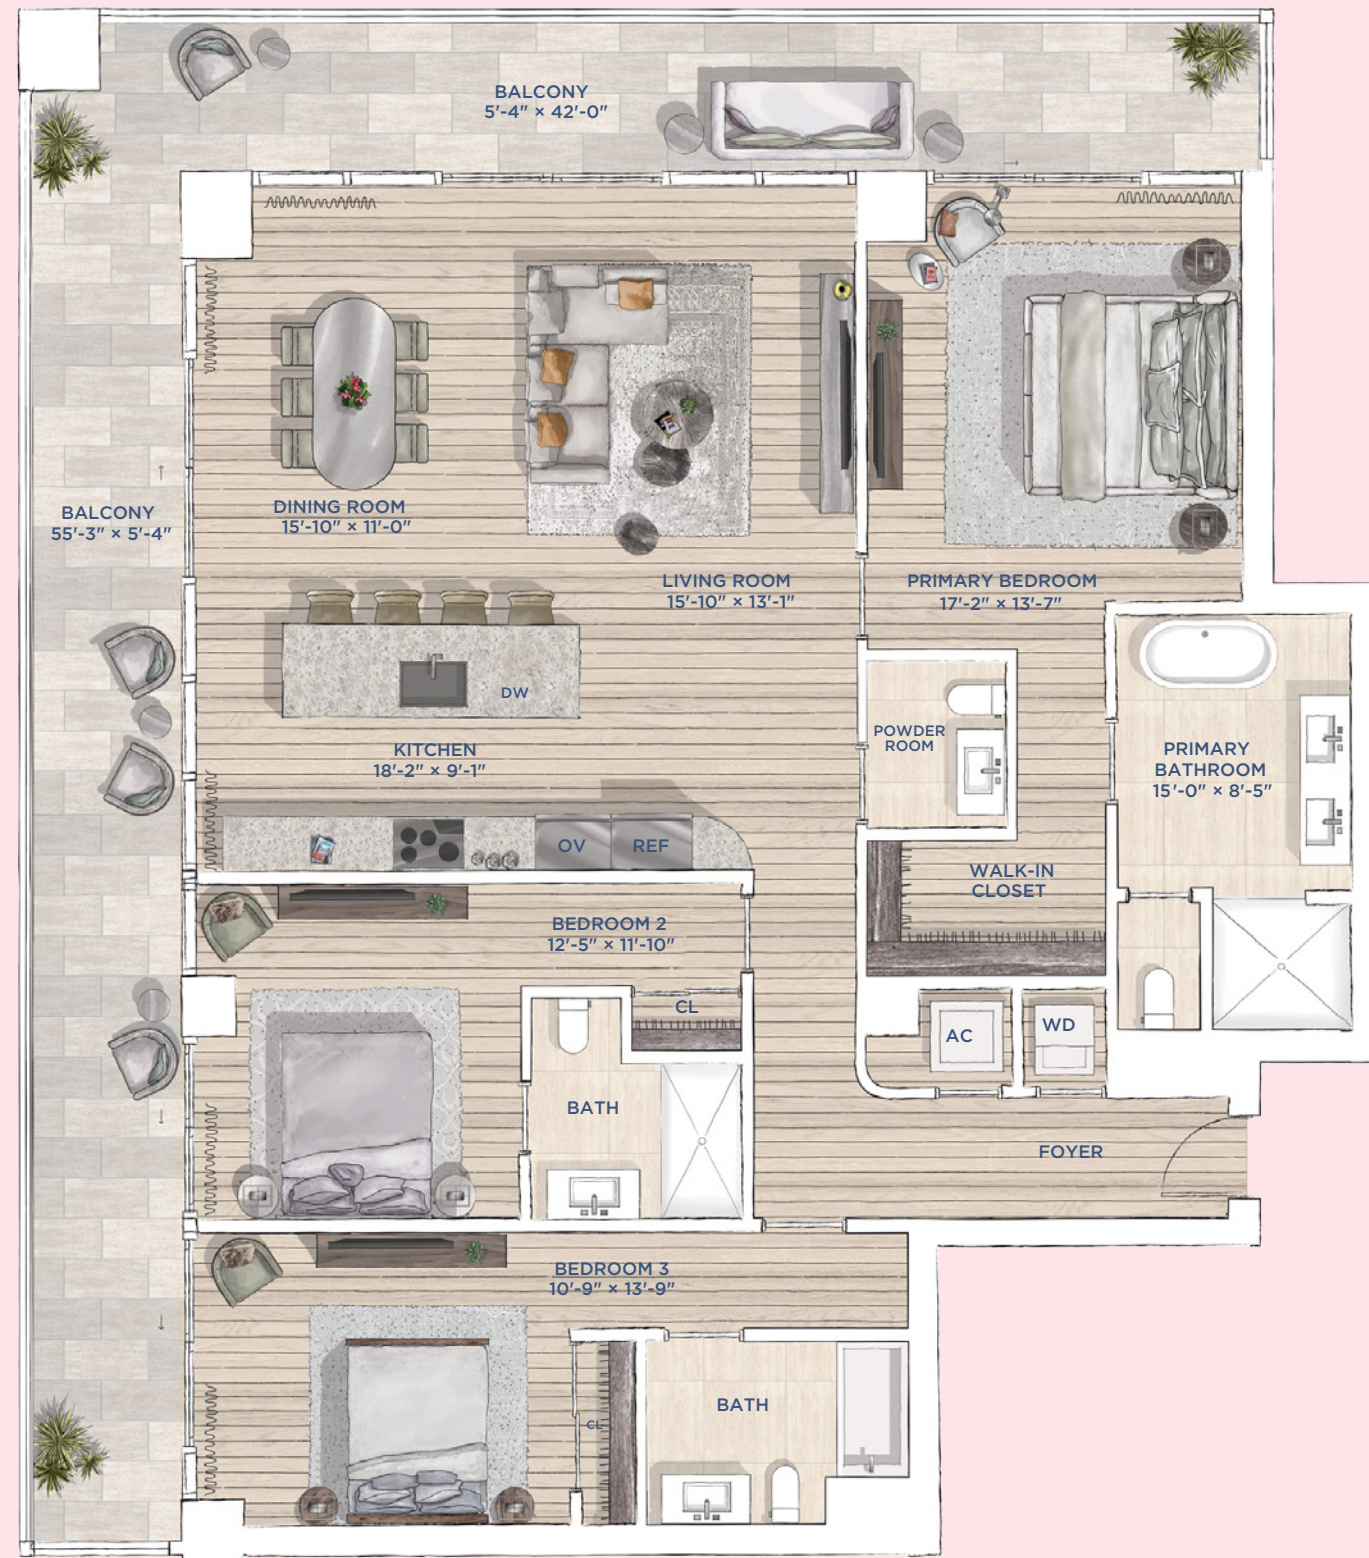 BALCONY
5'-4" × 42'-0"
DINING ROOM
15'-10" × 11'-0"
BALCONY
55'-3" × 5'-4"
LIVING ROOM
15'-10" × 13'-1"
PRIMARY BEDROOM
17'-2" × 13'-7"
DW
KITCHEN
18'-2" × 9'-1"
POWDER
ROOM
PRIMARY
BATHROOM
15'-0" × 8'-5"
OV
REF
WALK-IN
CLOSET
BEDROOM 2
12'-5" × 11'-10"
CL
AC
WD
BATH
FOYER
BEDROOM 3
10'-9" × 13'-9"
CL
BATH